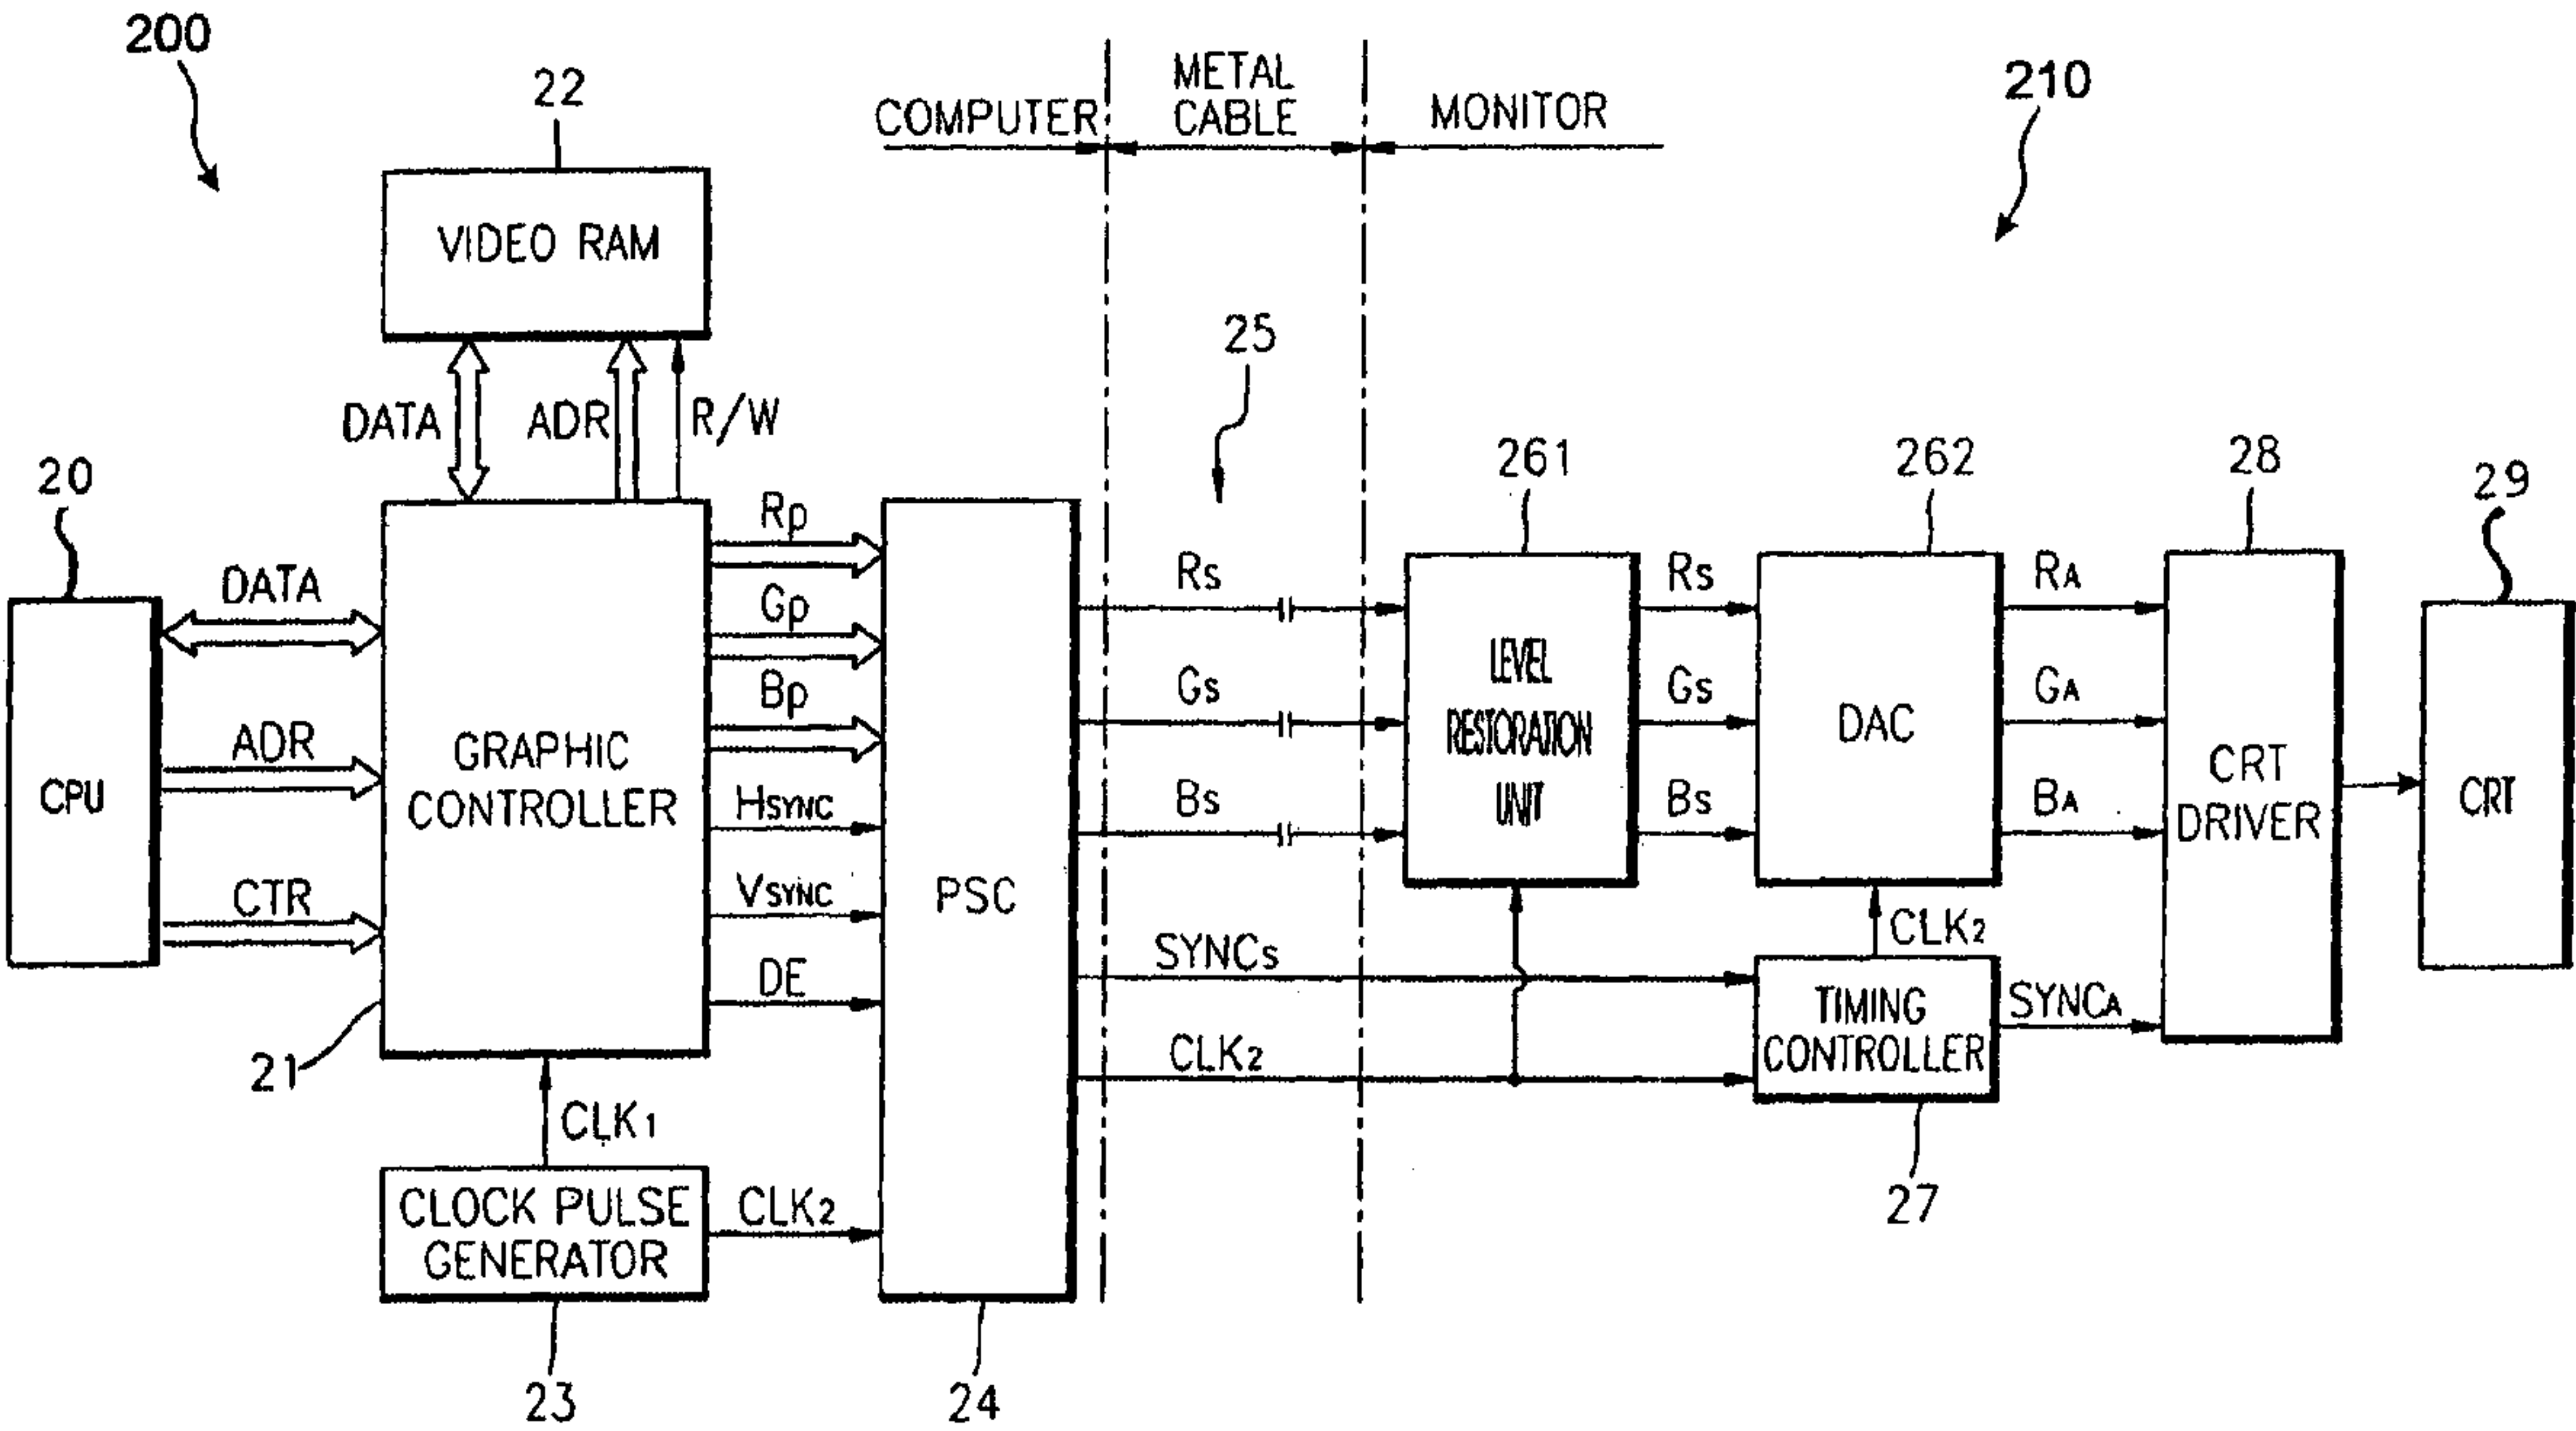 200
22
COMPUTER
METAL
CABLE
MONITOR
210
VIDEO RAM
25
DATA
ADR
R/W
20
261
262
28
29
Rp
Gp
Bp
HSYNC
VSYNC
DE
DATA
ADR
CTR
CPU
GRAPHIC
CONTROLLER
PSC
Rs
Gs
Bs
SYNCs
CLK2
LEVEL
RESTORATION
UNIT
Rs
Gs
Bs
DAC
RA
GA
BA
CRT
DRIVER
CRT
CLK2
TIMING
CONTROLLER
SYNCA
21
CLK1
CLOCK PULSE
GENERATOR
CLK2
27
23
24